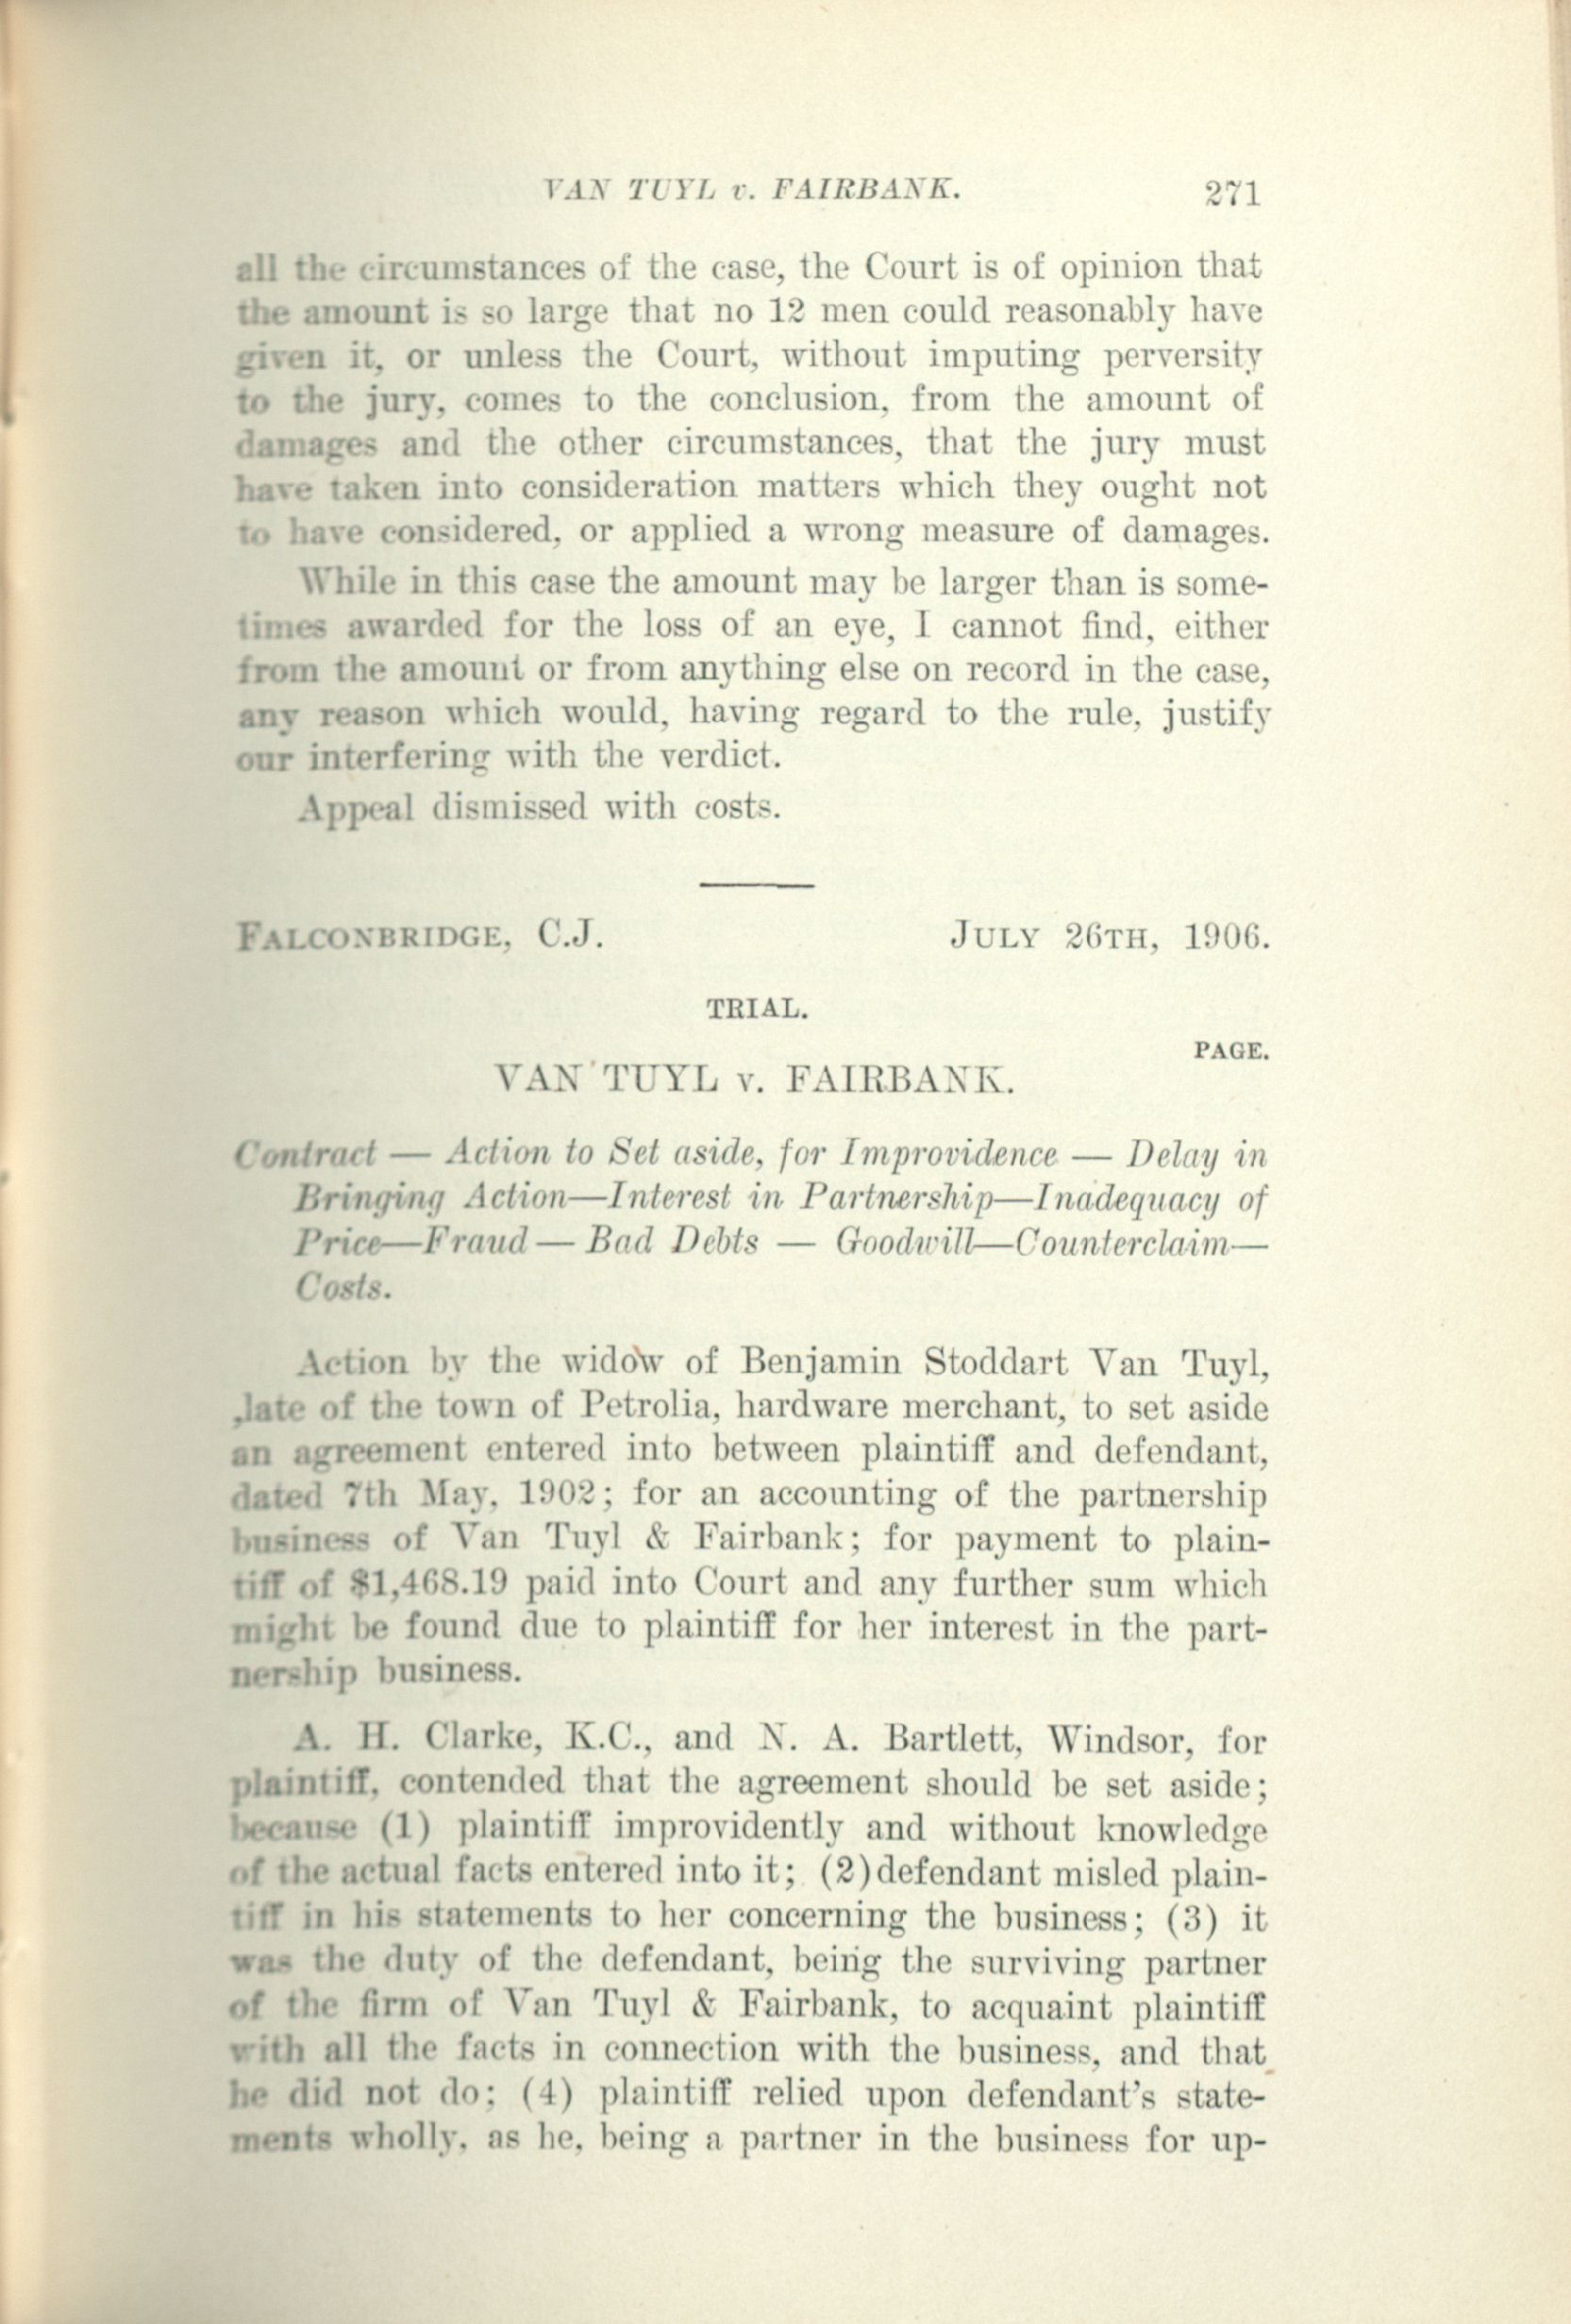 VAN TUYL v. FAIRBANK. 271
all the circumstances of the case, the Court is of opinion that
the amount is so large that no 12 men could reasonably have
given it, or unless the Court, without imputing perversity
to the jury, comes to the conclusion, from the amount of
damages and the other circumstances, that the jury must
have taken into consideration matters which they ought not
to have considered, or applied a wrong measure of damages.
While in this case the amount may be larger than is some-
times awarded for the loss of an eye, I cannot find, either
from the amount or from anything else on record in the case,
any reason which would, having regard to the rule, justify
our interfering with the verdict.
Appeal dismissed with costs.
FALCONBRIDGE, C.J. JULY 26TH, 1906.
TRIAL.
PAGE.
VAN TUYL v. FAIRBANK.
Contract — Action to Set aside, for Improvidence — Delay in
Bringing Action—Interest in Partnership—Inadequacy of
Price—Fraud — Bad Debts — Goodwill—Counterclaim—
Costs.
Action by the widow of Benjamin Stoddart Van Tuyl,
late of the town of Petrolia, hardware merchant, to set aside
an agreement entered into between plaintiff and defendant,
dated 7th May, 1902; for an accounting of the partnership
business of Van Tuyl & Fairbank; for payment to plain-
tiff of $1,468.19 paid into Court and any further sum which
might be found due to plaintiff for her interest in the part-
nership business.
A. H. Clarke, K.C., and N. A. Bartlett, Windsor, for
plaintiff, contended that the agreement should be set aside;
because (1) plaintiff improvidently and without knowledge
of the actual facts entered into it; (2) defendant misled plain-
tiff in his statements to her concerning the business; (3) it
was the duty of the defendant, being the surviving partner
of the firm of Van Tuyl & Fairbank, to acquaint plaintiff
with all the facts in connection with the business, and that
he did not do; (4) plaintiff relied upon defendant's state-
ments wholly, as he, being a partner in the business for up-